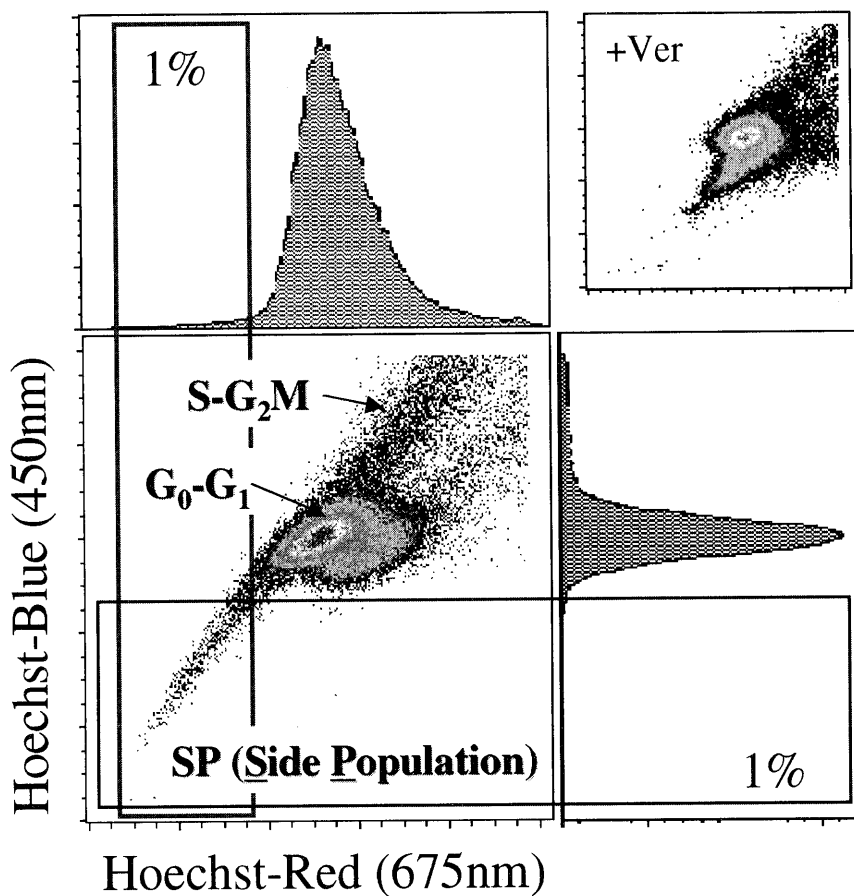 1%
+Ver
S-G₂M
G₀-G₁
SP (Side Population)
1%
Hoechst-Blue (450nm)
Hoechst-Red (675nm)